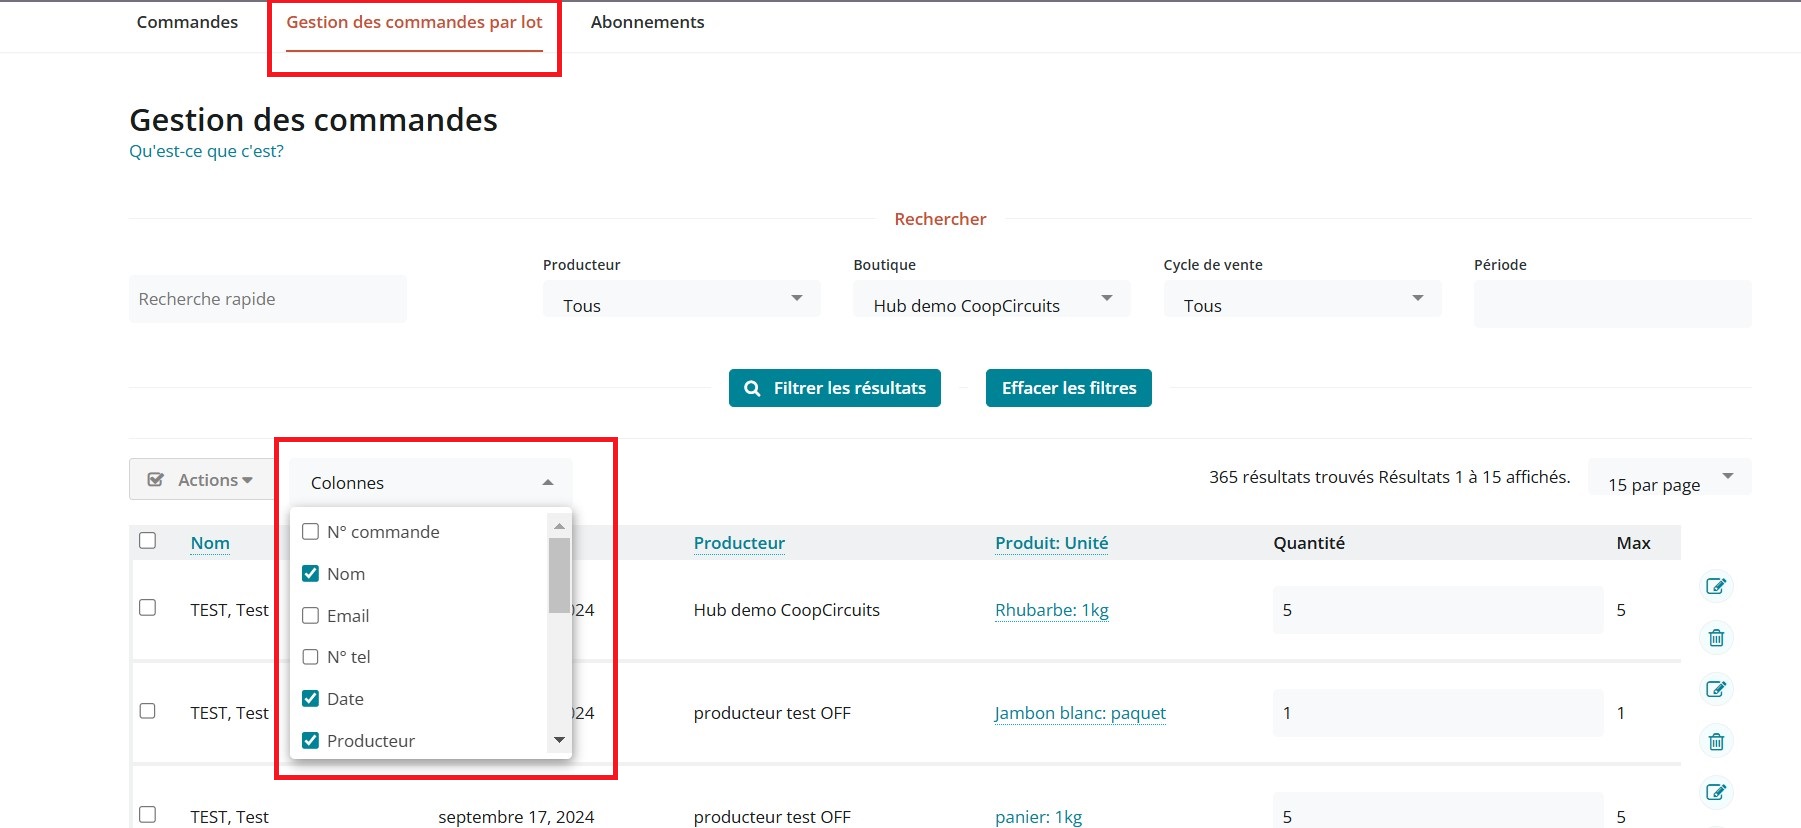 Commandes Gestion des commandes par lot Abonnements
Gestion des commandes
Qu'est-ce que c'est?
Rechercher
Producteur Boutique Cycle de vente Période
Recherche rapide Tous Hub demo CoopCircuits Tous
Filtrer les résultats Effacer les filtres
Actions Colonnes 365 résultats trouvés Résultats 1 à 15 affichés. 15 par page
N° commande
Nom
Email
N° tel
Date
Producteur
Nom Producteur Produit: Unité Quantité Max
TEST, Test 24 Hub demo CoopCircuits Rhubarbe: 1kg 5 5
TEST, Test 24 producteur test OFF Jambon blanc: paquet 1 1
TEST, Test septembre 17, 2024 producteur test OFF panier: 1kg 5 5